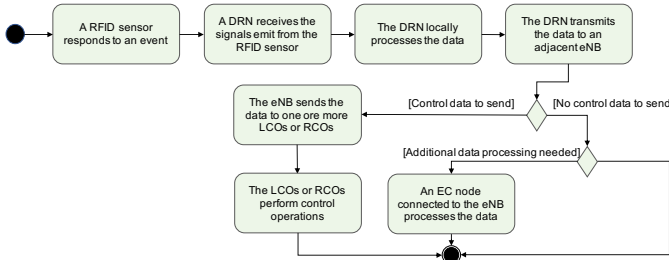 A RFID sensor
responds to an event
A DRN receives the
signals emit from the
RFID sensor
The DRN locally
processes the data
The DRN transmits
the data to an
adjacent eNB
[Control data to send]
[No control data to send
The eNB sends the
data to one ore more
LCOs or RCOs
[Additional data processing needed]
The LCOs or RCOs
perform control
operations
An EC node
connected to the eNB
processes the data